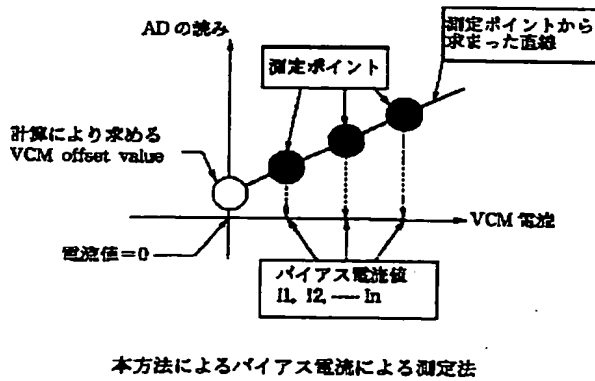 ADの読み
測定ポイントから
求まった直線
測定ポイント
計算により求める
VCM offset value
VCM 電流
電流値=0
バイアス電流値
I1, I2, ---- In
本方法によるバイアス電流による測定法